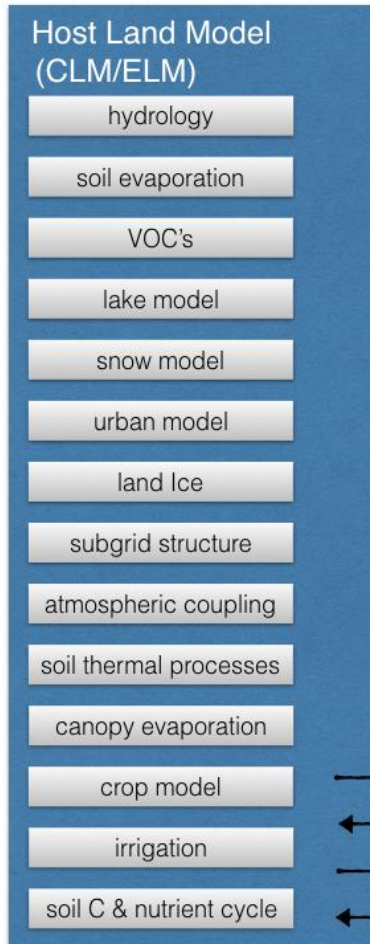 Host Land Model
(CLM/ELM)
hydrology
soil evaporation
VOC's
lake model
snow model
urban model
land Ice
subgrid structure
atmospheric coupling
soil thermal processes
canopy evaporation
crop model
irrigation
soil C & nutrient cycle